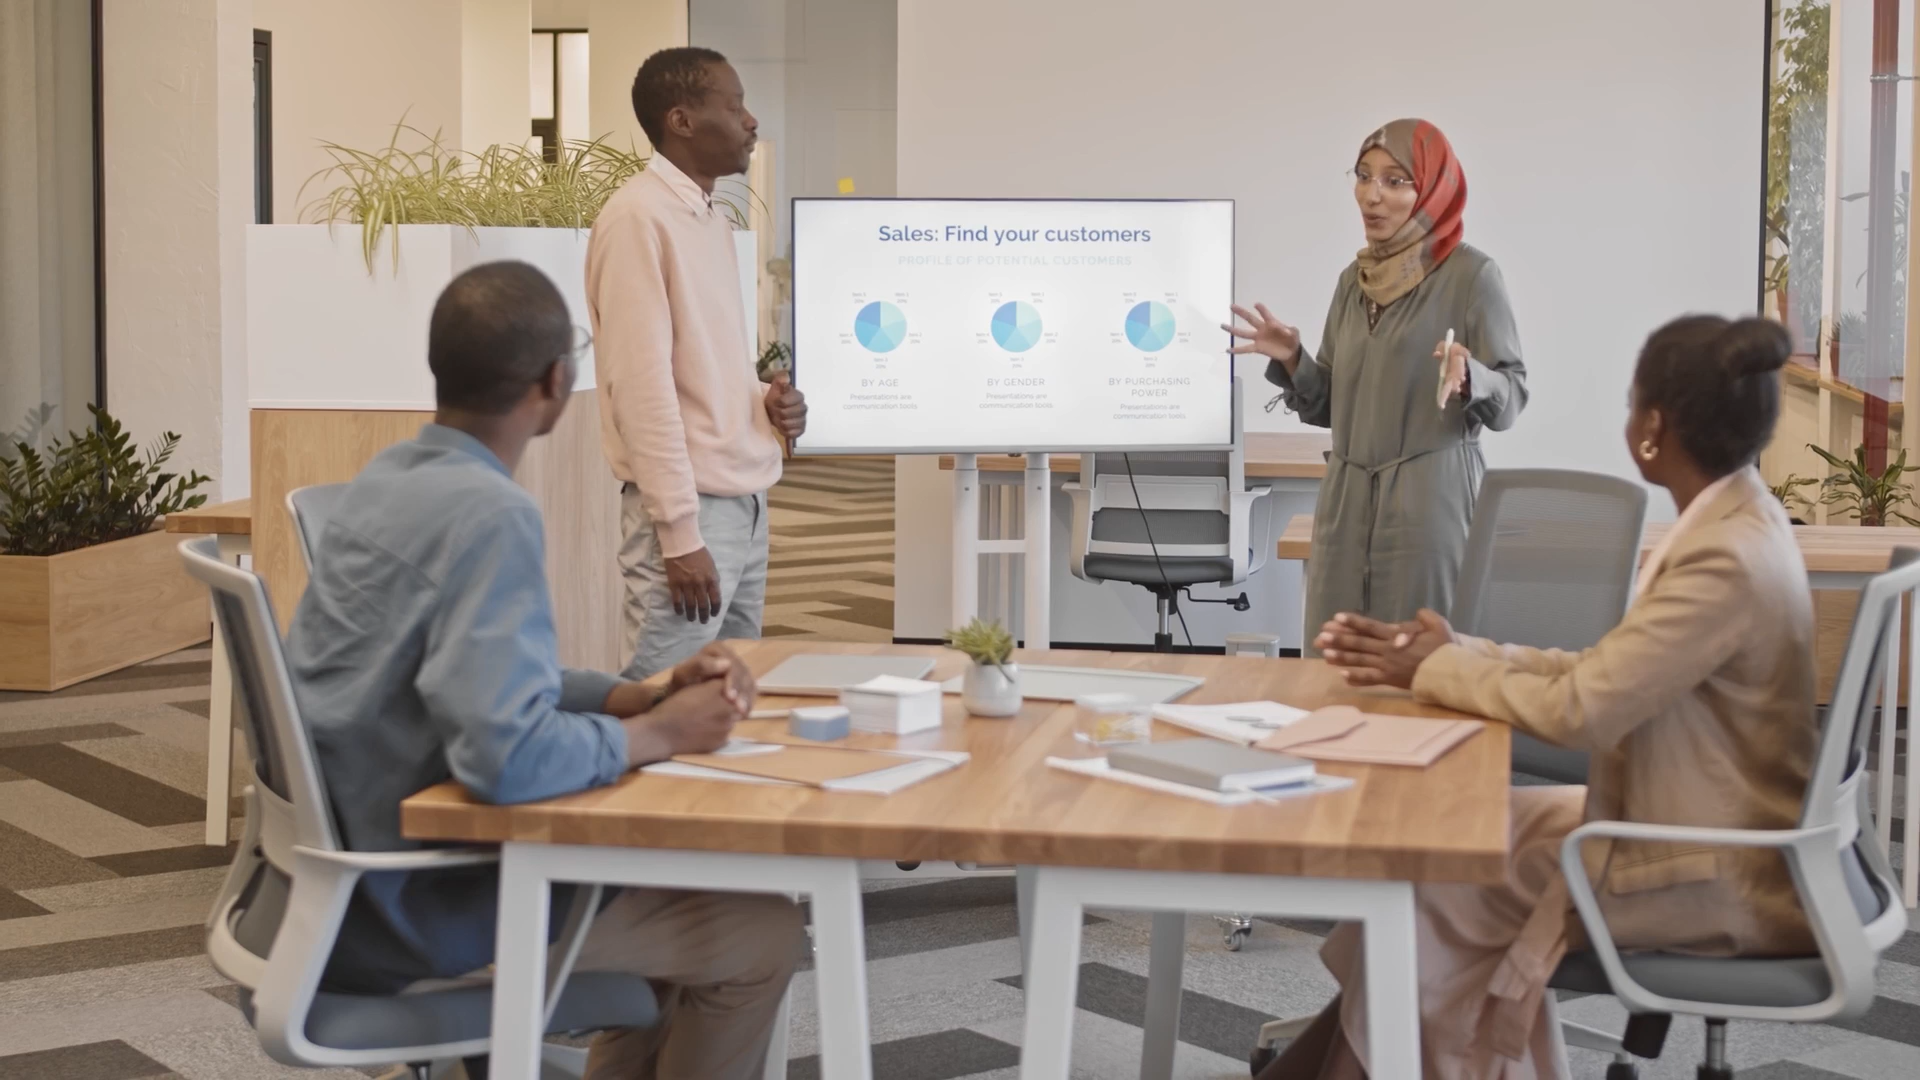 Sales: Find your customers
PROFILE OF POTENTIAL CUSTOMERS
BY AGE
Presentations are
communication tools
BY GENDER
Presentations are
communication tools
BY PURCHASING
POWER
Presentations are
communication tools